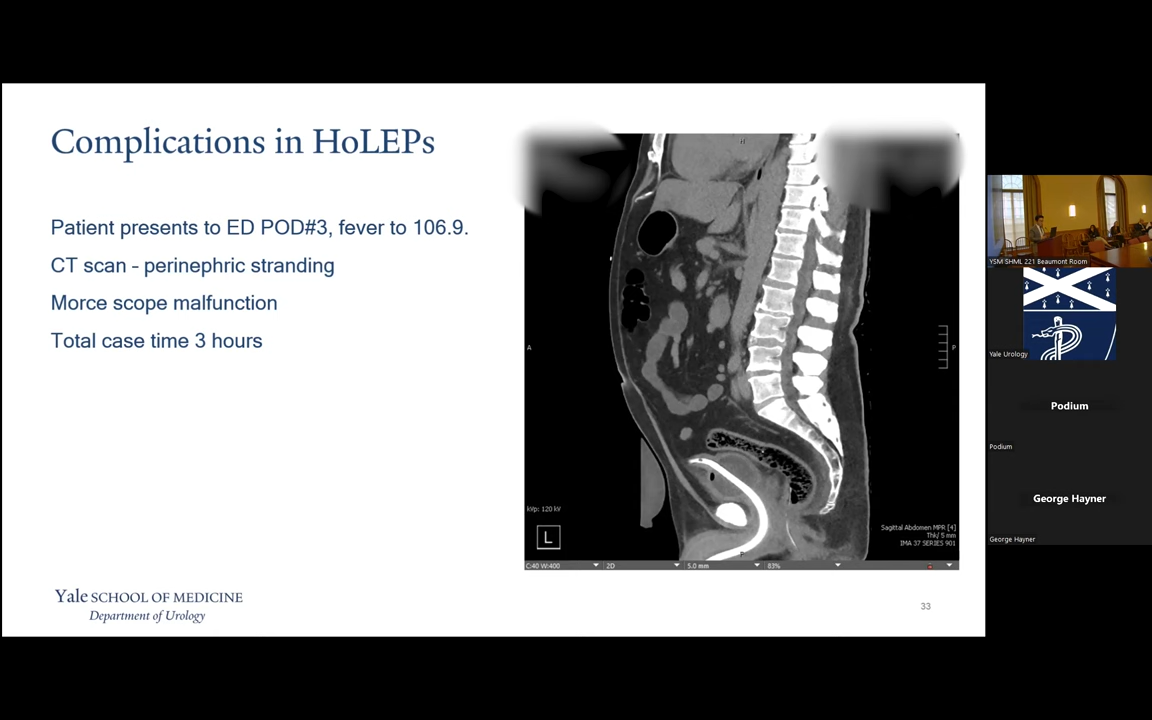 Complications in HoLEPs
Patient presents to ED POD#3, fever to 106.9.
CT scan - perinephric stranding
Morce scope malfunction
Total case time 3 hours
H
A
P
kVp: 120 kV
L
Sagittal Abdomen MPR [4]
Thk/ 5 mm
IMA 37 SERIES 901
C:40 W:400
2D
5.0 mm
83%
Yale SCHOOL OF MEDICINE
Department of Urology
33
YSM SHML 221 Beaumont Room
Yale Urology
Podium
Podium
George Hayner
George Hayner